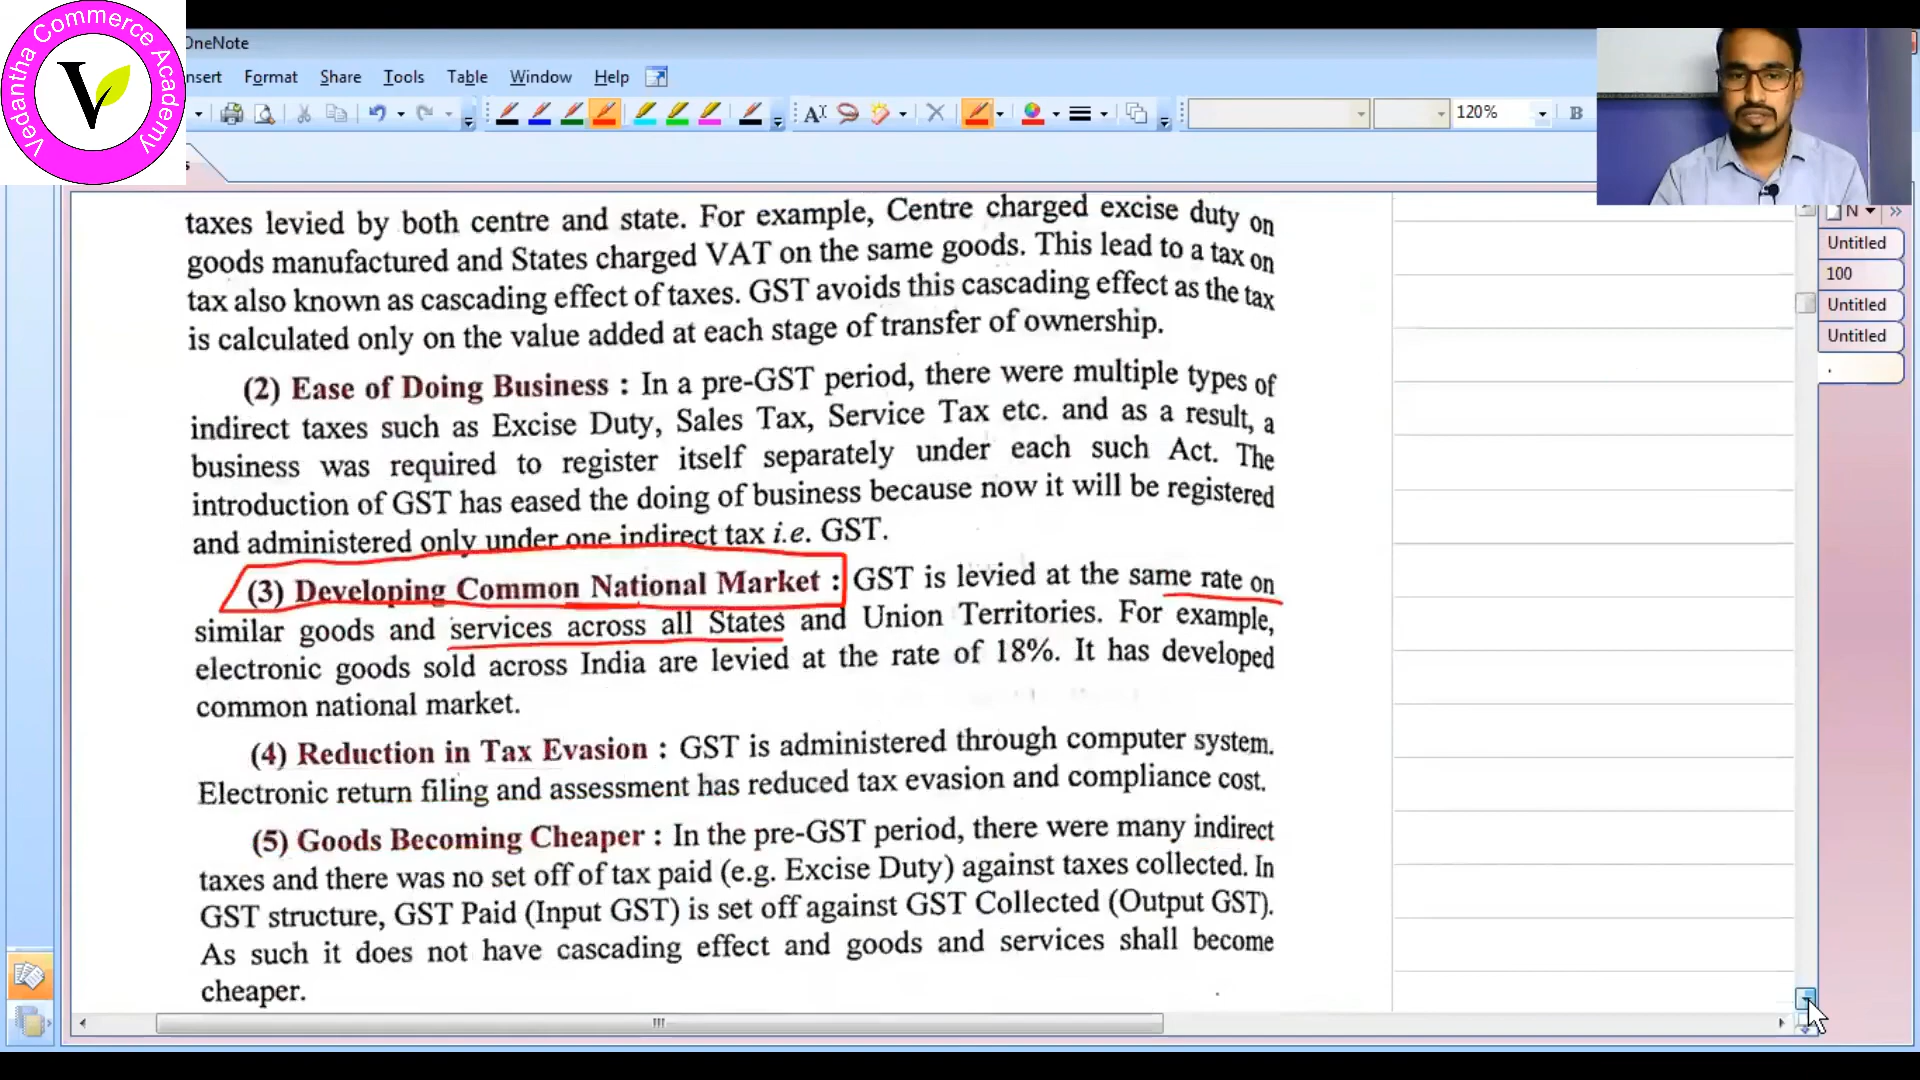 Vedantha Commerce Academy
V
OneNote
nsert Format Share Tools Table Window Help
120% B
s
N
Untitled
100
Untitled
Untitled
taxes levied by both centre and state. For example, Centre charged excise duty on
goods manufactured and States charged VAT on the same goods. This lead to a tax on
tax also known as cascading effect of taxes. GST avoids this cascading effect as the tax
is calculated only on the value added at each stage of transfer of ownership.
(2) Ease of Doing Business : In a pre-GST period, there were multiple types of
indirect taxes such as Excise Duty, Sales Tax, Service Tax etc. and as a result, a
business was required to register itself separately under each such Act. The
introduction of GST has eased the doing of business because now it will be registered
and administered only under one indirect tax i.e. GST.
(3) Developing Common National Market : GST is levied at the same rate on
similar goods and services across all States and Union Territories. For example,
electronic goods sold across India are levied at the rate of 18%. It has developed
common national market.
(4) Reduction in Tax Evasion : GST is administered through computer system.
Electronic return filing and assessment has reduced tax evasion and compliance cost.
(5) Goods Becoming Cheaper : In the pre-GST period, there were many indirect
taxes and there was no set off of tax paid (e.g. Excise Duty) against taxes collected. In
GST structure, GST Paid (Input GST) is set off against GST Collected (Output GST).
As such it does not have cascading effect and goods and services shall become
cheaper.